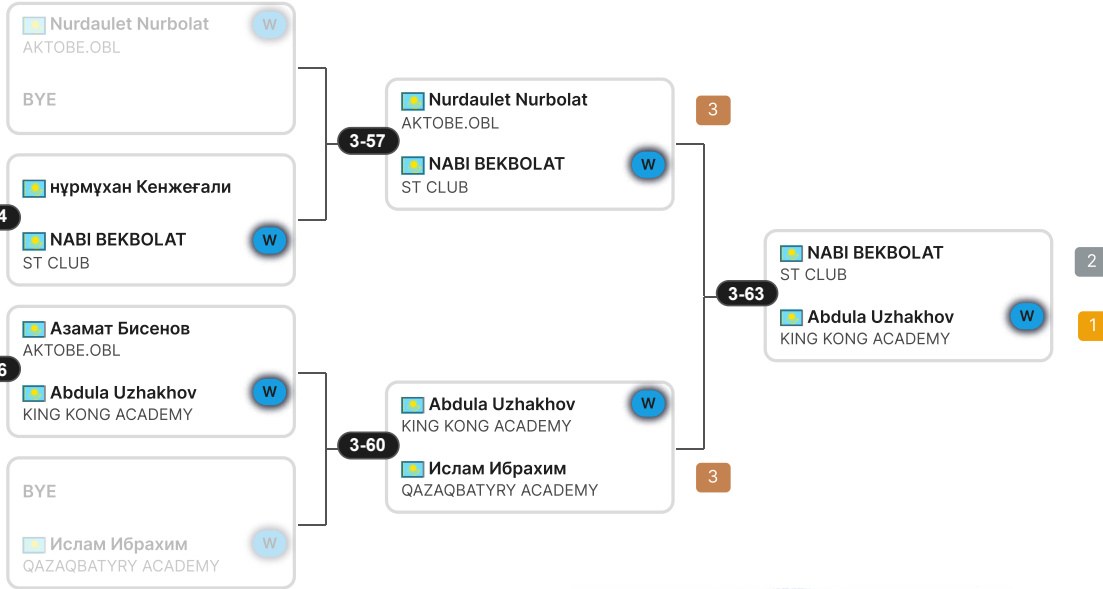 Nurdaulet Nurbolat W
AKTOBE.OBL
BYE
нұрмұхан Кенжеғали
4
NABI BEKBOLAT W
ST CLUB
Азамат Бисенов
AKTOBE.OBL
6
Abdula Uzhakhov W
KING KONG ACADEMY
BYE
Ислам Ибрахим W
QAZAQBATYRY ACADEMY
Nurdaulet Nurbolat 3
AKTOBE.OBL
3-57
NABI BEKBOLAT W
ST CLUB
Abdula Uzhakhov W
KING KONG ACADEMY
3-60
Ислам Ибрахим 3
QAZAQBATYRY ACADEMY
NABI BEKBOLAT 2
ST CLUB
3-63
Abdula Uzhakhov W 1
KING KONG ACADEMY